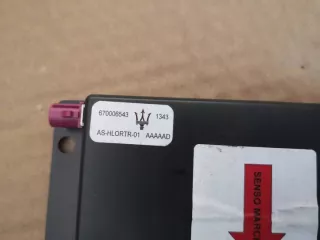 670006543 1343
AS-HLORTR-01 AAAAAD
SENSO MARC